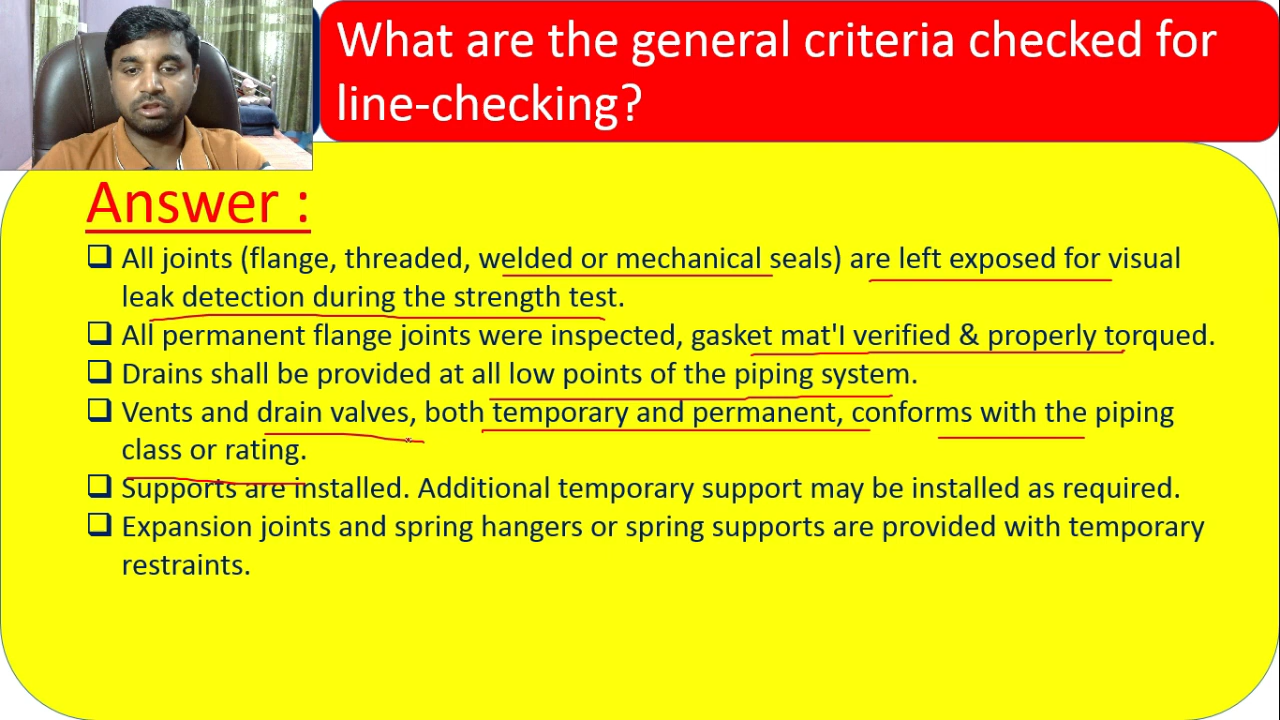 What are the general criteria checked for
line-checking?
Answer :
All joints (flange, threaded, welded or mechanical seals) are left exposed for visual
leak detection during the strength test.
All permanent flange joints were inspected, gasket mat'l verified & properly torqued.
Drains shall be provided at all low points of the piping system.
Vents and drain valves, both temporary and permanent, conforms with the piping
class or rating.
Supports are installed. Additional temporary support may be installed as required.
Expansion joints and spring hangers or spring supports are provided with temporary
restraints.